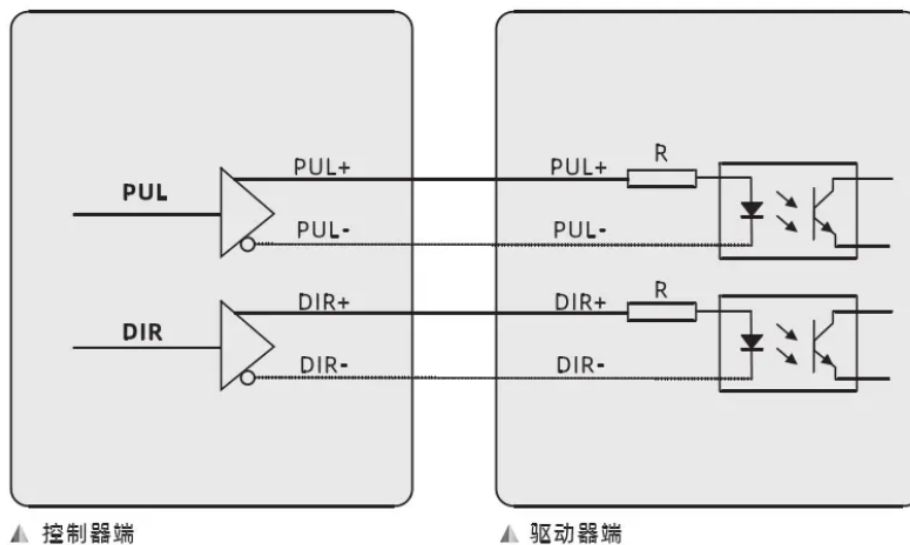 PUL
PUL+
PUL-
PUL+
PUL-
R
DIR
DIR+
DIR-
DIR+
DIR-
R
控制器端
驱动器端